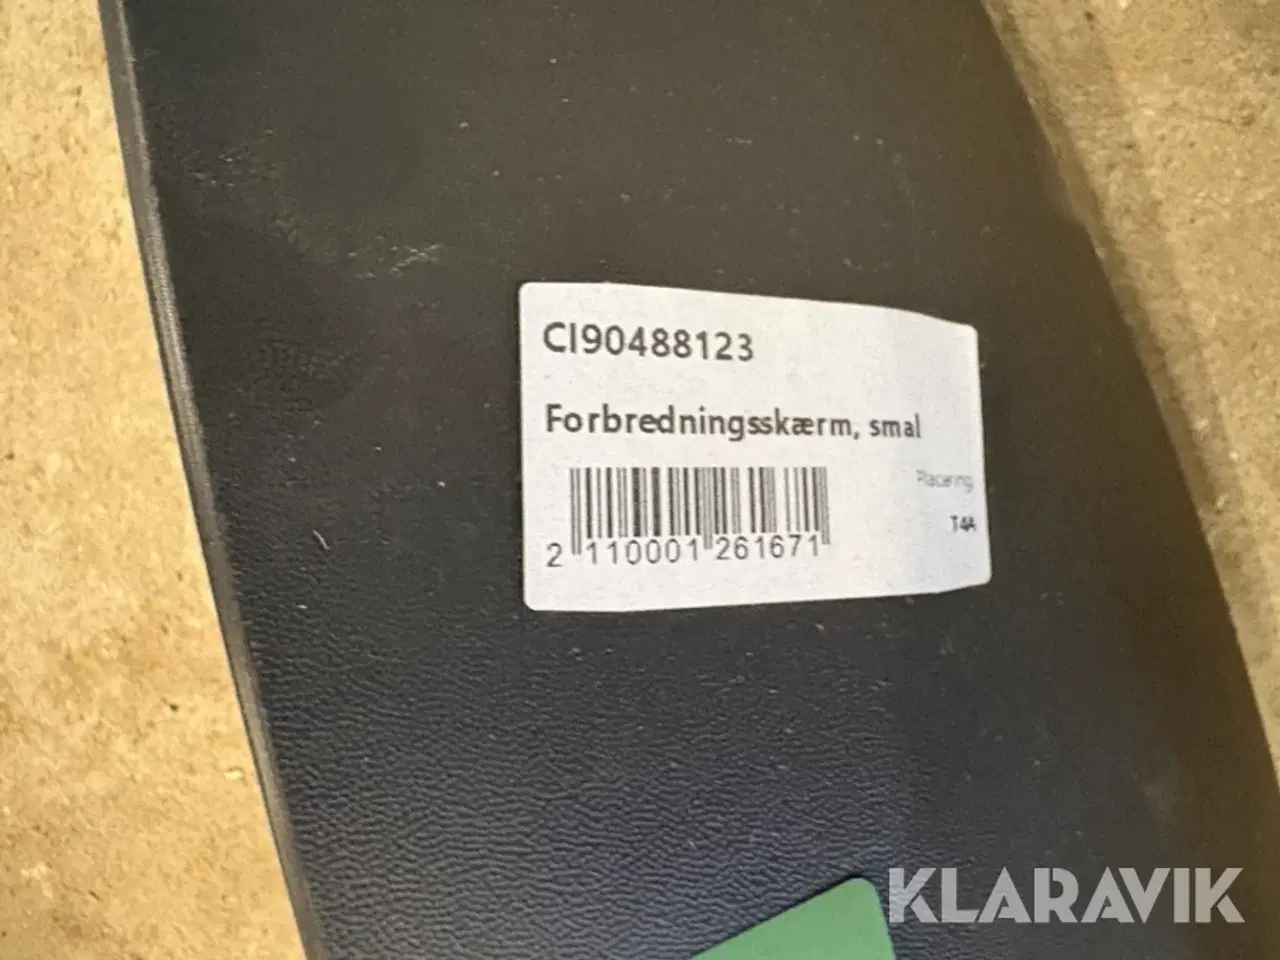 CI90488123
Forbredningsskærm, smal
Placering
T4A
2 110001 261671
KLARAVIK